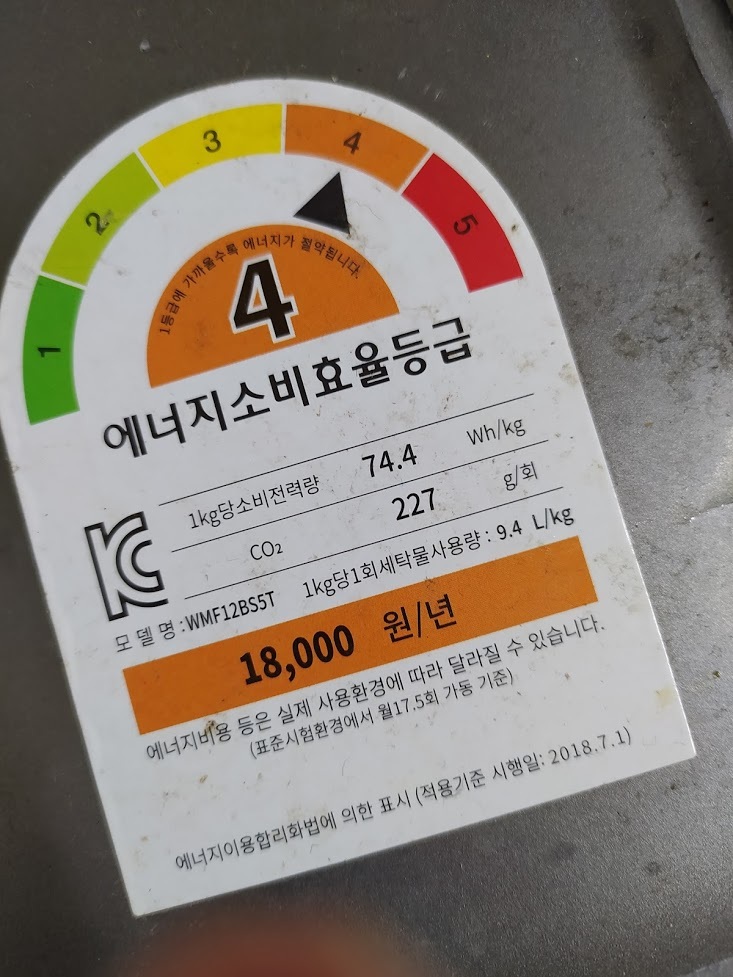 1 2 3 4 5
1등급에 가까울수록 에너지가 절약됩니다.
4
에너지소비효율등급
1kg당소비전력량 74.4 Wh/kg
CO₂ 227 g/회
모델명:WMF12BS5T 1kg당1회세탁물사용량 : 9.4 L/kg
18,000 원/년
에너지비용 등은 실제 사용환경에 따라 달라질 수 있습니다.
(표준시험환경에서 월17.5회 가동 기준)
에너지이용합리화법에 의한 표시 (적용기준 시행일: 2018.7.1)